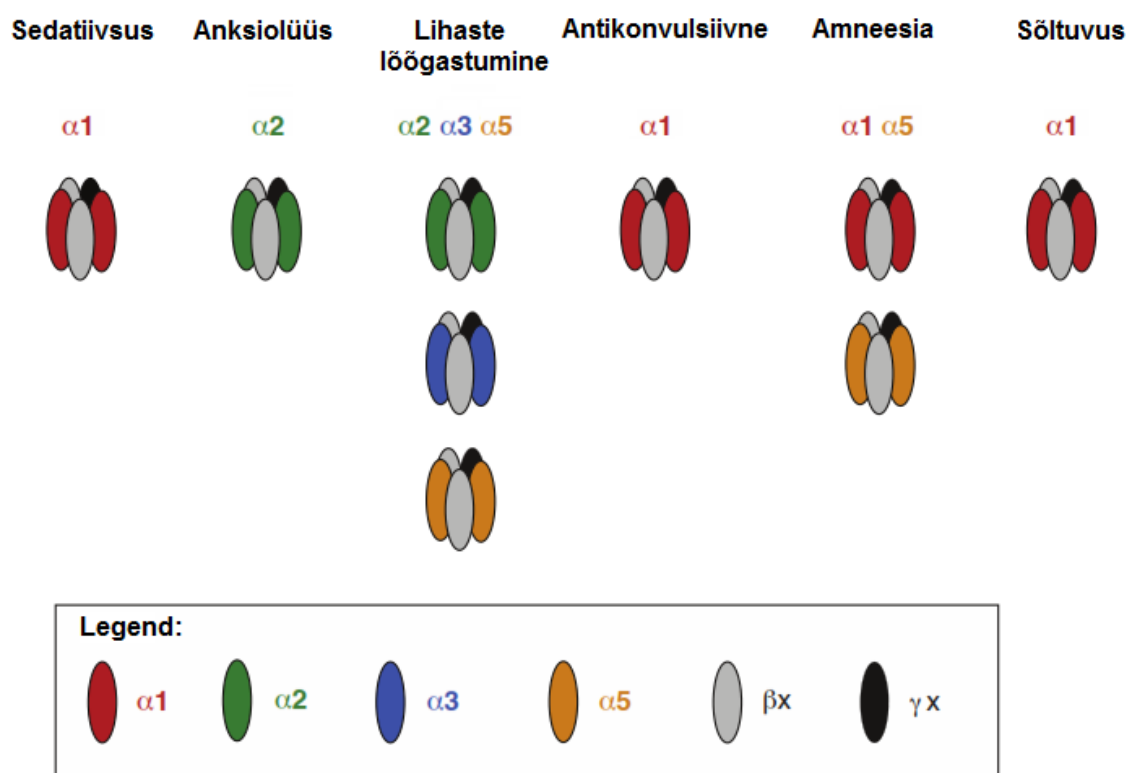 Sedatiivsus Anksiolüüs Lihaste lõõgastumine Antikonvulsiivne Amneesia Sõltuvus
α1 α2 α2 α3 α5 α1 α1 α5 α1
Legend:
α1 α2 α3 α5 βx γx